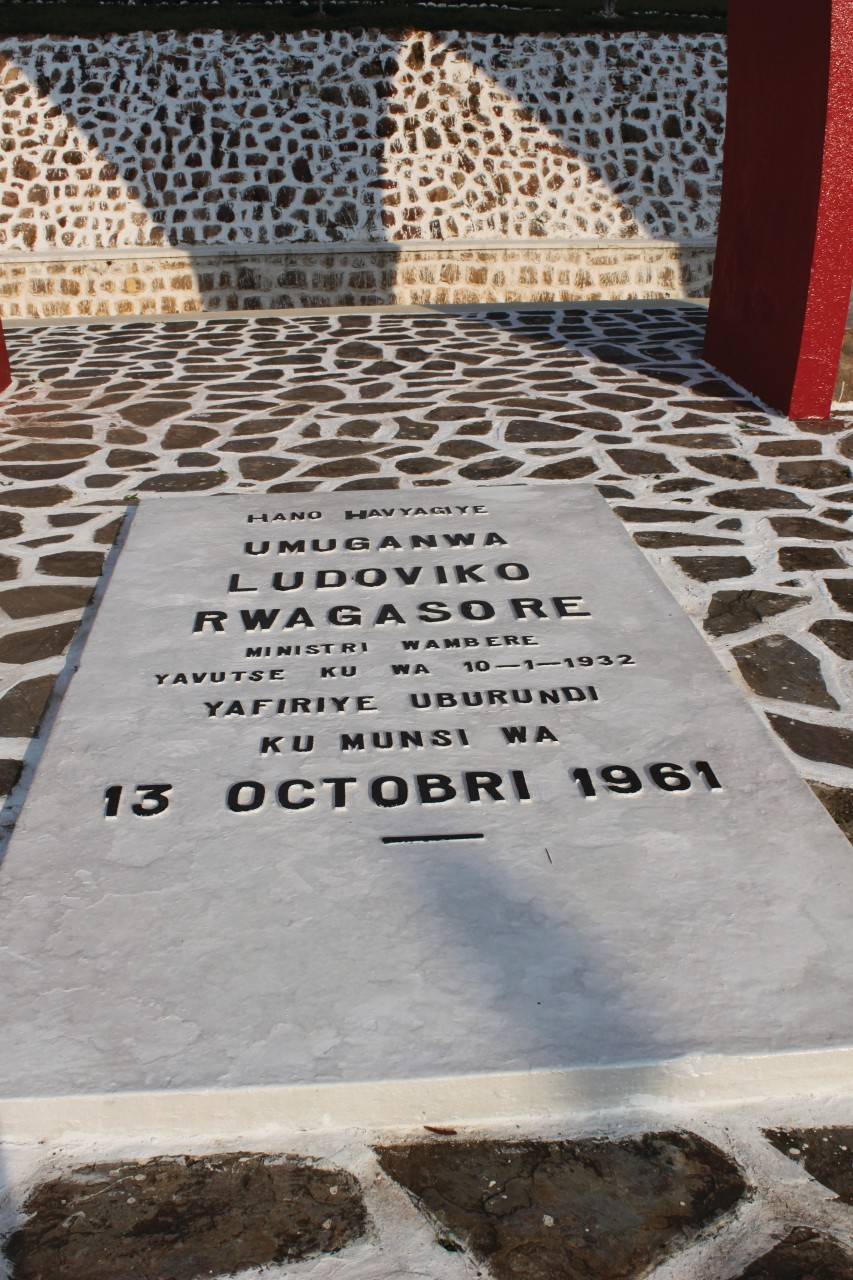 HANO HAVYAGIYE
UMUGANWA
LUDOVIKO
RWAGASORE
MINISTRI WAMBERE
YAVUTSE KU WA 10-1-1932
YAFIRIYE UBURUNDI
KU MUNSI WA
13 OCTOBRI 1961